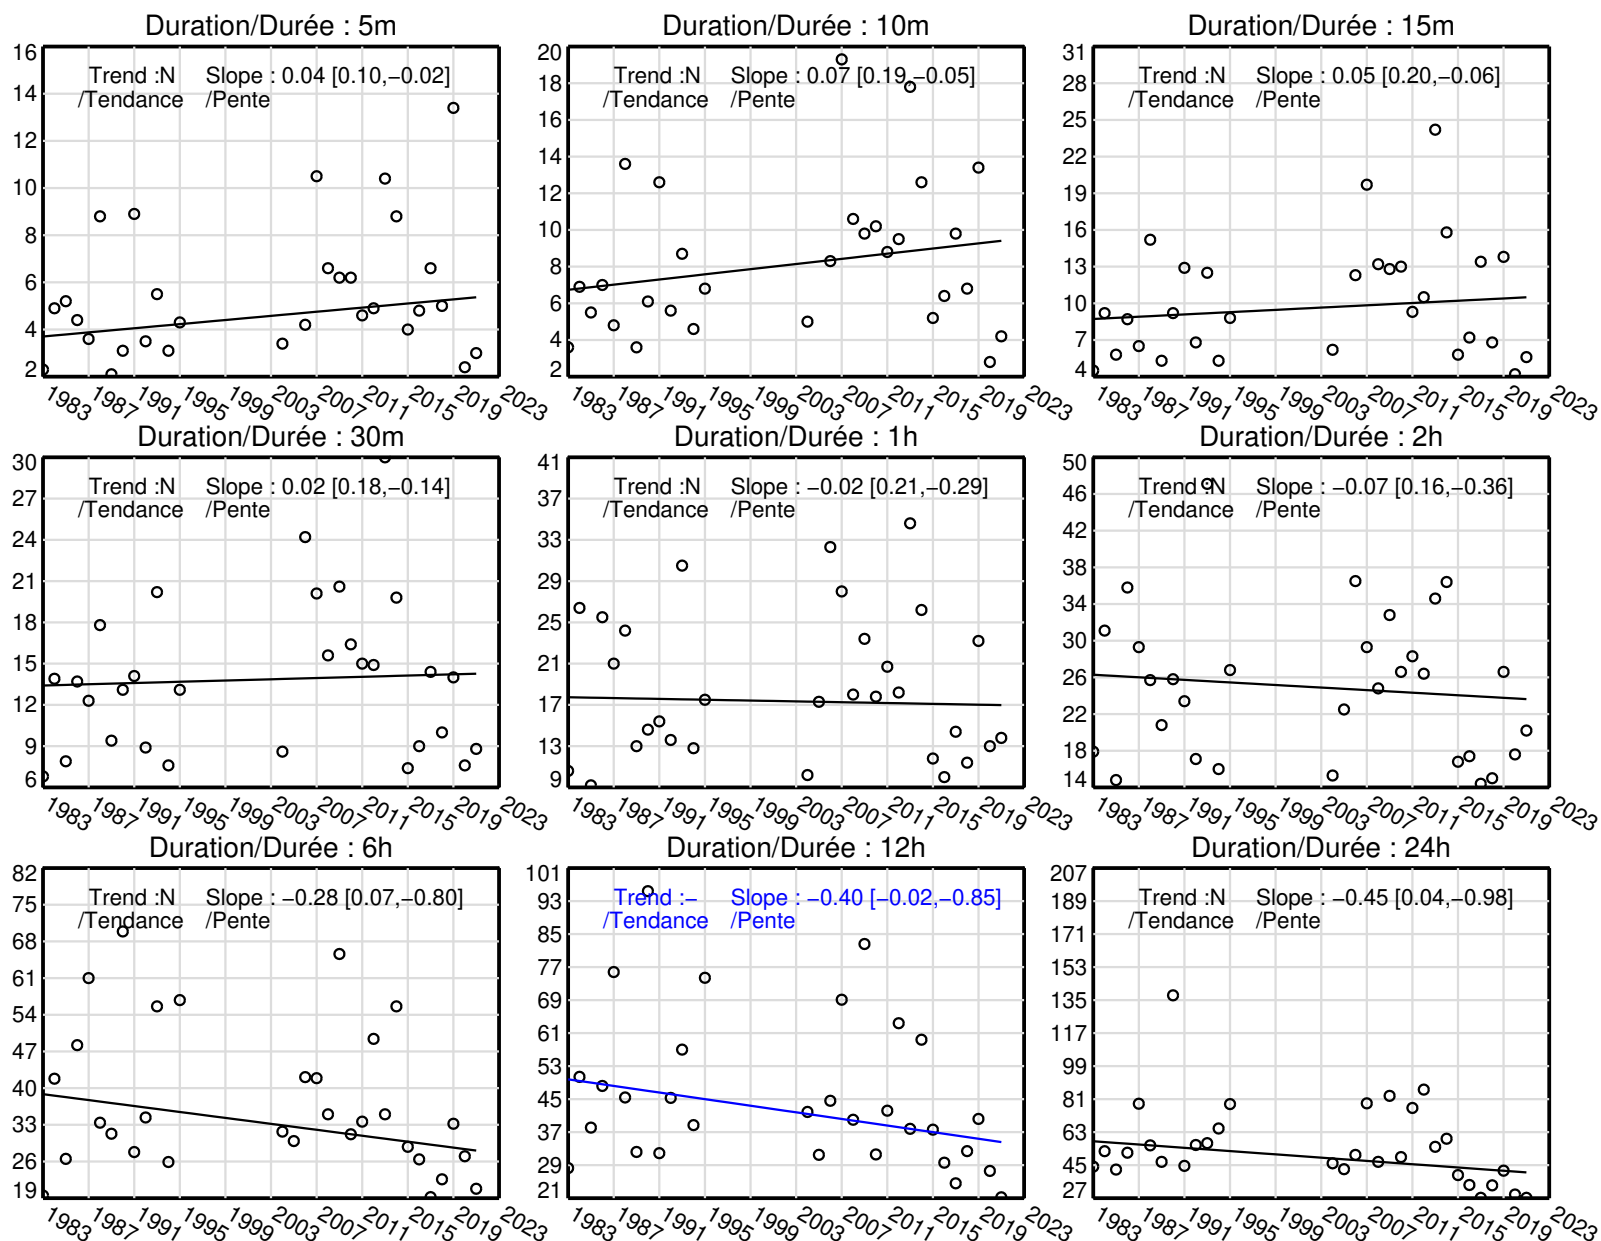 Duration/Durée : 5m
Trend :N Slope : 0.04 [0.10,−0.02]
/Tendance /Pente
16
14
12
10
8
6
4
2
1983 1987 1991 1995 1999 2003 2007 2011 2015 2019 2023
Duration/Durée : 10m
Trend :N Slope : 0.07 [0.19,−0.05]
/Tendance /Pente
20
18
16
14
12
10
8
6
4
2
1983 1987 1991 1995 1999 2003 2007 2011 2015 2019 2023
Duration/Durée : 15m
Trend :N Slope : 0.05 [0.20,−0.06]
/Tendance /Pente
31
28
25
22
19
16
13
10
7
4
1983 1987 1991 1995 1999 2003 2007 2011 2015 2019 2023
Duration/Durée : 30m
Trend :N Slope : 0.02 [0.18,−0.14]
/Tendance /Pente
30
27
24
21
18
15
12
9
6
1983 1987 1991 1995 1999 2003 2007 2011 2015 2019 2023
Duration/Durée : 1h
Trend :N Slope : −0.02 [0.21,−0.29]
/Tendance /Pente
41
37
33
29
25
21
17
13
9
1983 1987 1991 1995 1999 2003 2007 2011 2015 2019 2023
Duration/Durée : 2h
Trend :N Slope : −0.07 [0.16,−0.36]
/Tendance /Pente
50
46
42
38
34
30
26
22
18
14
1983 1987 1991 1995 1999 2003 2007 2011 2015 2019 2023
Duration/Durée : 6h
Trend :N Slope : −0.28 [0.07,−0.80]
/Tendance /Pente
82
75
68
61
54
47
40
33
26
19
1983 1987 1991 1995 1999 2003 2007 2011 2015 2019 2023
Duration/Durée : 12h
Trend :− Slope : −0.40 [−0.02,−0.85]
/Tendance /Pente
101
93
85
77
69
61
53
45
37
29
21
1983 1987 1991 1995 1999 2003 2007 2011 2015 2019 2023
Duration/Durée : 24h
Trend :N Slope : −0.45 [0.04,−0.98]
/Tendance /Pente
207
189
171
153
135
117
99
81
63
45
27
1983 1987 1991 1995 1999 2003 2007 2011 2015 2019 2023